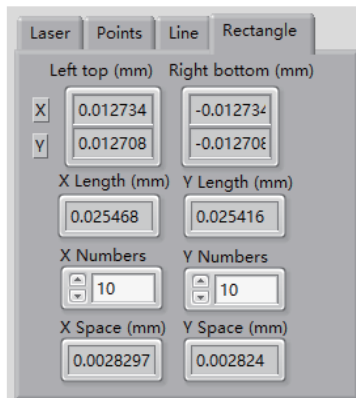 Laser Points Line Rectangle
Left top (mm) Right bottom (mm)
X 0.012734 -0.012734
Y 0.012708 -0.012708
X Length (mm) Y Length (mm)
0.025468 0.025416
X Numbers Y Numbers
10 10
X Space (mm) Y Space (mm)
0.0028297 0.002824